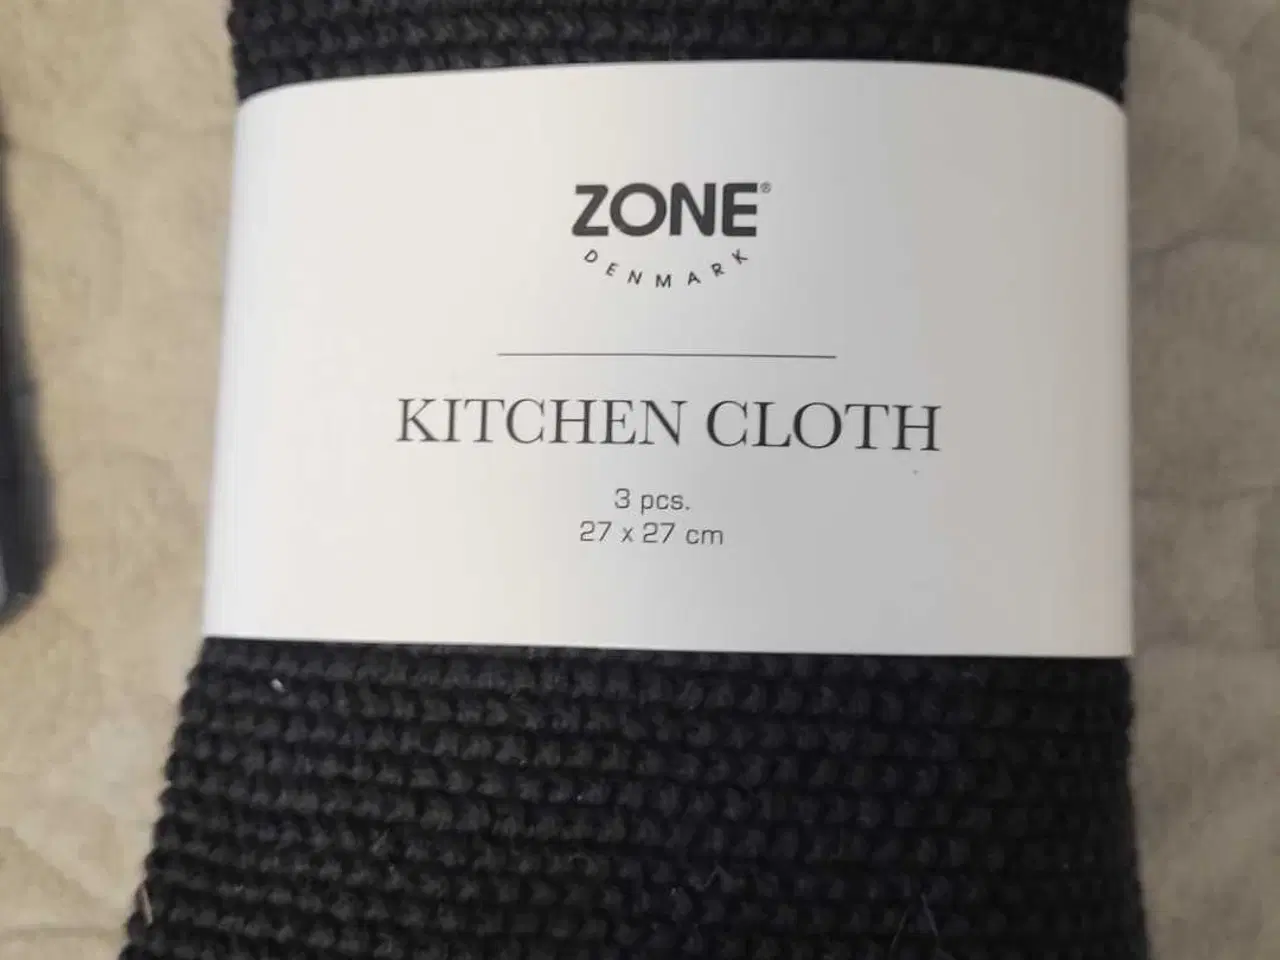 ZONE®
DENMARK
KITCHEN CLOTH
3 pcs.
27 x 27 cm